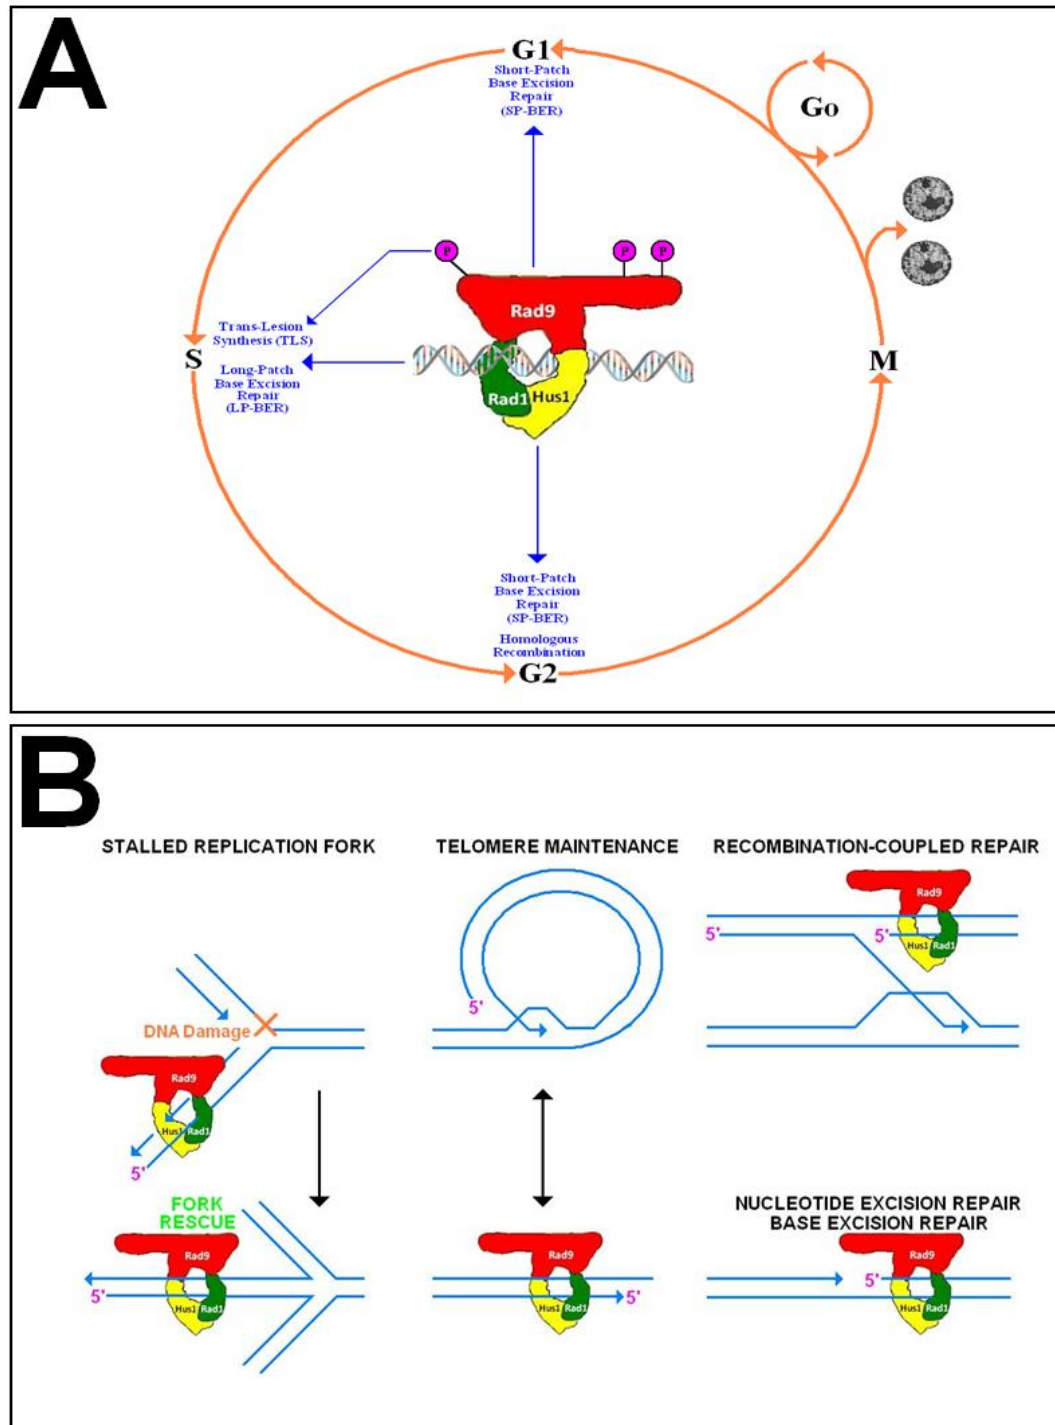 A
G1
Short-Patch
Base Excision
Repair
(SP-BER)
Go
P
P
P
Rad9
Trans-Lesion
Synthesis (TLS)
S
M
Long-Patch
Base Excision
Repair
(LP-BER)
Rad1
Hus1
Short-Patch
Base Excision
Repair
(SP-BER)
Homologous
Recombination
G2
B
STALLED REPLICATION FORK
TELOMERE MAINTENANCE
RECOMBINATION-COUPLED REPAIR
Rad9
5'
5'
Hus1
Rad1
5'
DNA Damage
Rad9
Hus1
Rad1
5'
FORK
RESCUE
NUCLEOTIDE EXCISION REPAIR
BASE EXCISION REPAIR
Rad9
5'
Hus1
Rad1
Rad9
5'
Hus1
Rad1
Rad9
5'
Hus1
Rad1